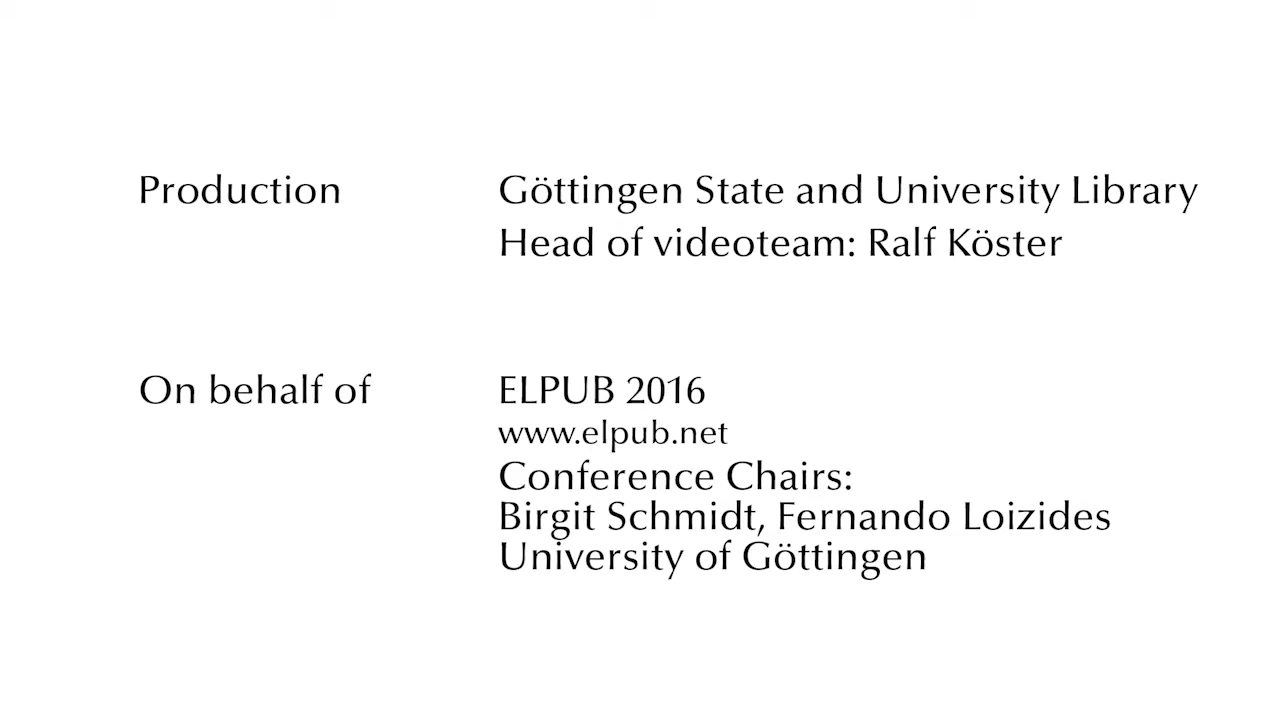 Production
Göttingen State and University Library
Head of videoteam: Ralf Köster
On behalf of
ELPUB 2016
www.elpub.net
Conference Chairs:
Birgit Schmidt, Fernando Loizides
University of Göttingen